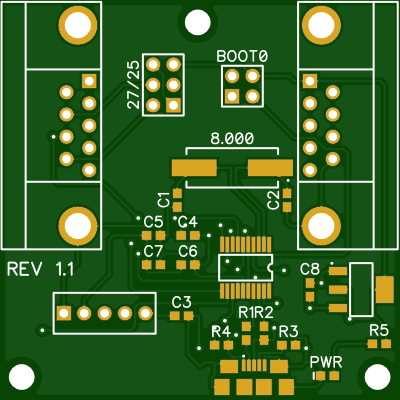 BOOT0
27/25
8.000
C1
C2
C5 C4
C7 C6
REV 1.1
C8
C3
R1R2
R4
R3
R5
PWR